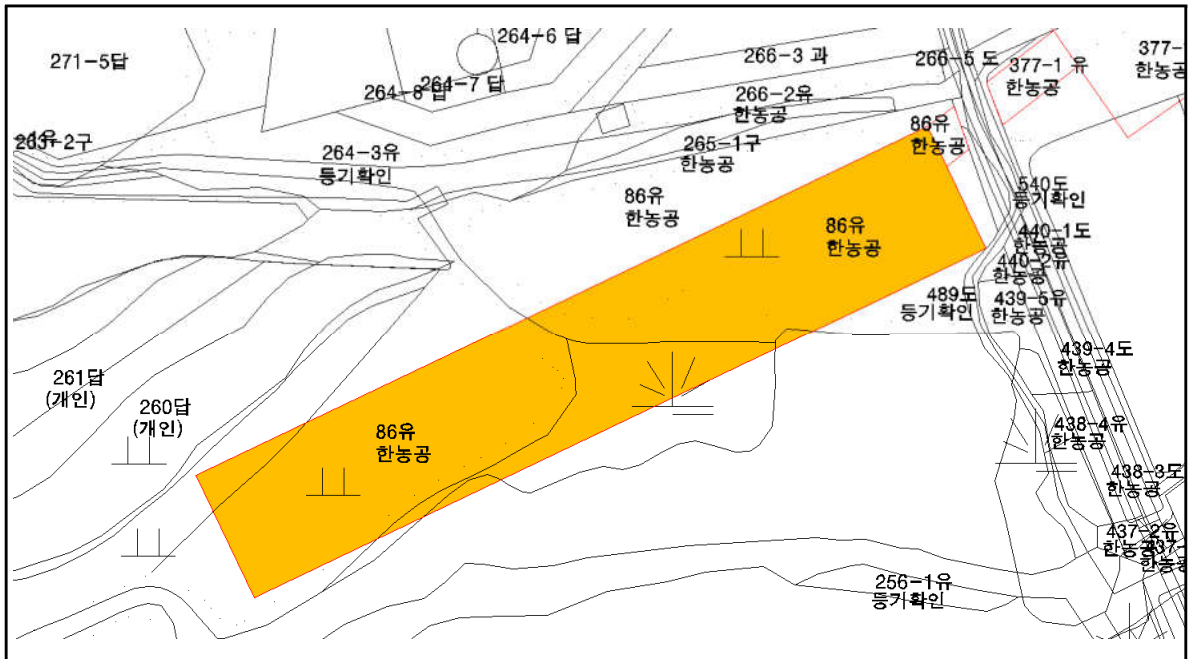 264-6 답
271-5답
266-3 과
266-5 도
377-1 유
한농공
377-
한농공
264-7 답
264-8 답
266-2유
한농공
86유
한농공
263-2구
264-3유
등기확인
265-1구
한농공
86유
한농공
540도
등기확인
86유
한농공
440-1도
한농공
440-2유
한농공
489도
등기확인
439-5유
한농공
439-4도
한농공
261답
(개인)
260답
(개인)
86유
한농공
438-4유
한농공
438-3도
한농공
437-2유
한농공
437-
한농공
256-1유
등기확인